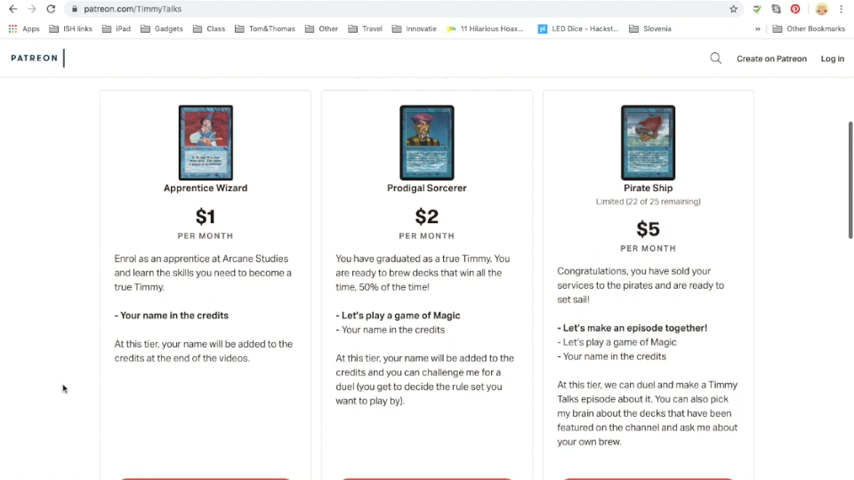 patreon.com/TimmyTalks
Apps ISH links iPad Gadgets Class Tom&Thomas Other Travel Innovatie 11 Hilarious Hoax... LED Dice - Hackst... Slovenia » Other Bookmarks
PATREON Create on Patreon Log in
Apprentice Wizard
$1
PER MONTH
Enrol as an apprentice at Arcane Studies
and learn the skills you need to become a
true Timmy.
- Your name in the credits
At this tier, your name will be added to the
credits at the end of the videos.
Prodigal Sorcerer
$2
PER MONTH
You have graduated as a true Timmy. You
are ready to brew decks that win all the
time, 50% of the time!
- Let's play a game of Magic
- Your name in the credits
At this tier, your name will be added to the
credits and you can challenge me for a
duel (you get to decide the rule set you
want to play by).
Pirate Ship
Limited (22 of 25 remaining)
$5
PER MONTH
Congratulations, you have sold your
services to the pirates and are ready to
set sail!
- Let's make an episode together!
- Let's play a game of Magic
- Your name in the credits
At this tier, we can duel and make a Timmy
Talks episode about it. You can also pick
my brain about the decks that have been
featured on the channel and ask me about
your own brew.